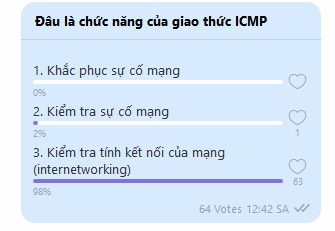 Đâu là chức năng của giao thức ICMP
1. Khắc phục sự cố mạng
0%
2. Kiểm tra sự cố mạng
2%
1
3. Kiểm tra tính kết nối của mạng
(internetworking)
98%
63
64 Votes 12:42 SA